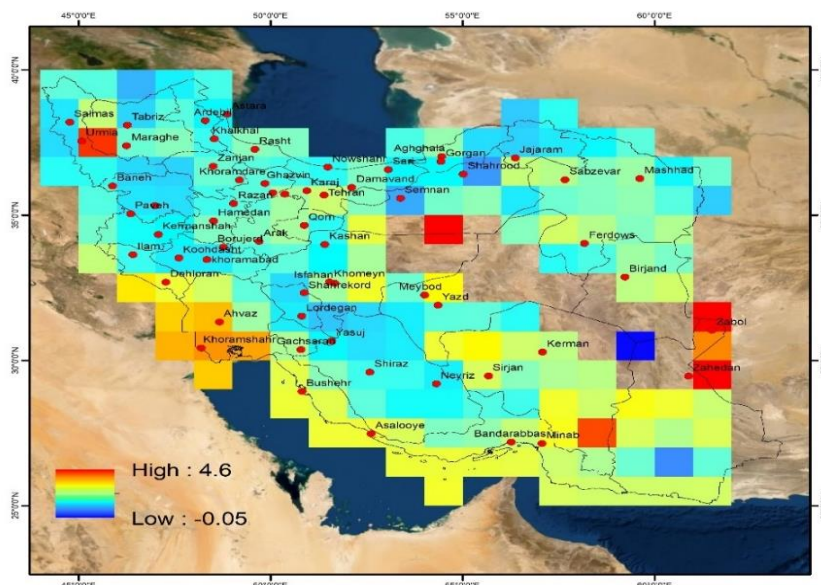 45°0'0"E 50°0'0"E 55°0'0"E 60°0'0"E
40°0'0"N
Astara
Ardebil
Salmas Tabriz
Khalkhal
Urmia Maraghe
Rasht
Aghghala Gorgan
Zanjan Nowshahr Sari Jajaram
Khoramdare Ghazvin Damavand Shahrood Sabzevar Mashhad
Baneh Karaj
Razan Tehran Semnan
35°0'0"N
Paveh Hamedan Qom
Kermanshah Arak Kashan Ferdows
Ilam Koohdasht Borujerd
khoramabad
Dehloran Isfahan Khomeyn Birjand
Shahrekord Meybod
Lordegan Yazd
Ahvaz Zabol
Khoramshahr Gachsaran Yasuj Kerman
30°0'0"N
Shiraz Sirjan Zahedan
Bushehr Neyriz
Asalooye Bandarabbas Minab
High : 4.6
Low : -0.05
25°0'0"N